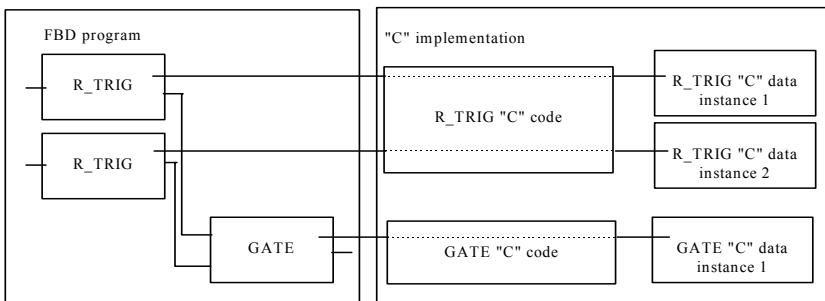 FBD program
R_TRIG
R_TRIG
GATE
"C" implementation
R_TRIG "C" code
GATE "C" code
R_TRIG "C" data
instance 1
R_TRIG "C" data
instance 2
GATE "C" data
instance 1